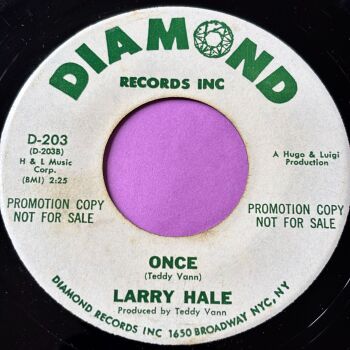 DIAMOND
RECORDS INC
D-203
(D-203B)
H & L Music
Corp.
(BMI) 2:25
A Hugo & Luigi
Production
PROMOTION COPY
NOT FOR SALE
PROMOTION COPY
NOT FOR SALE
ONCE
(Teddy Vann)
LARRY HALE
Produced by Teddy Vann
DIAMOND RECORDS INC 1650 BROADWAY NYC, NY